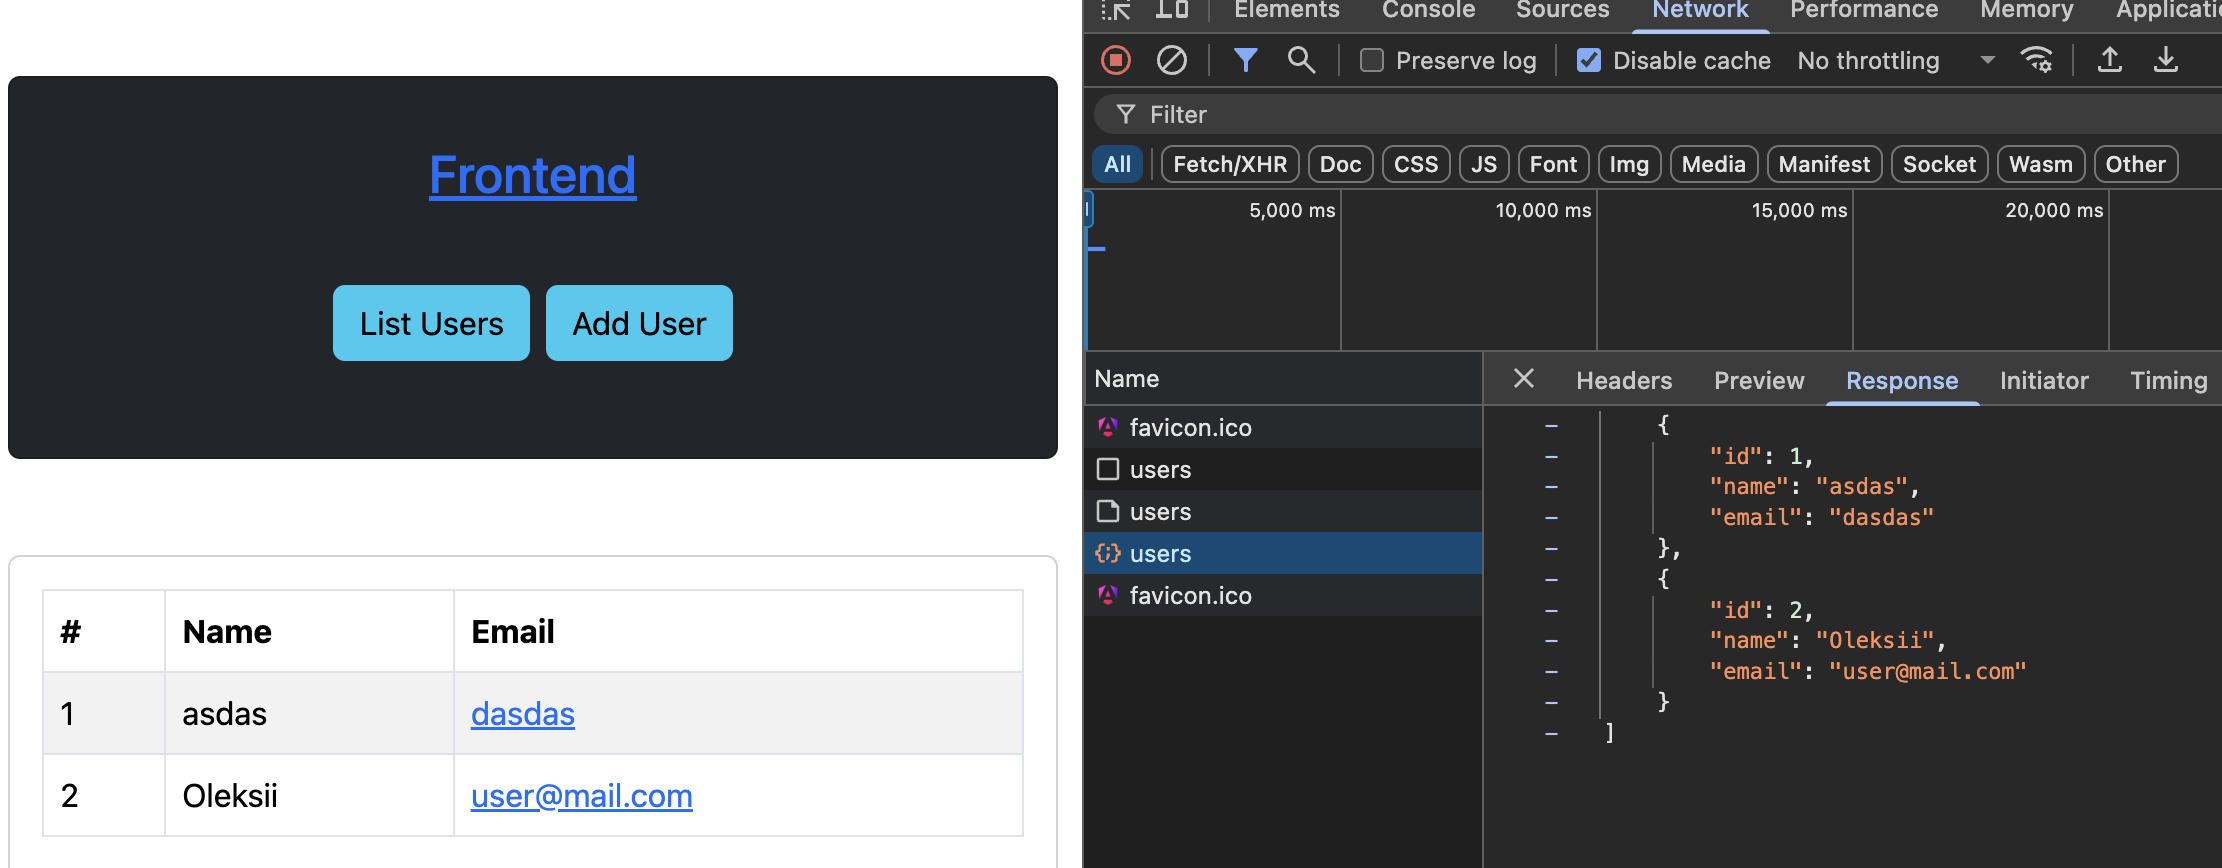 Frontend
List Users
Add User
# Name Email
1 asdas dasdas
2 Oleksii user@mail.com
Elements Console Sources Network Performance Memory
Preserve log Disable cache No throttling
Filter
All Fetch/XHR Doc CSS JS Font Img Media Manifest Socket Wasm Other
5,000 ms 10,000 ms 15,000 ms 20,000 ms
Name
favicon.ico
users
users
users
favicon.ico
Headers Preview Response Initiator Timing
{
"id": 1,
"name": "asdas",
"email": "dasdas"
},
{
"id": 2,
"name": "Oleksii",
"email": "user@mail.com"
}
]